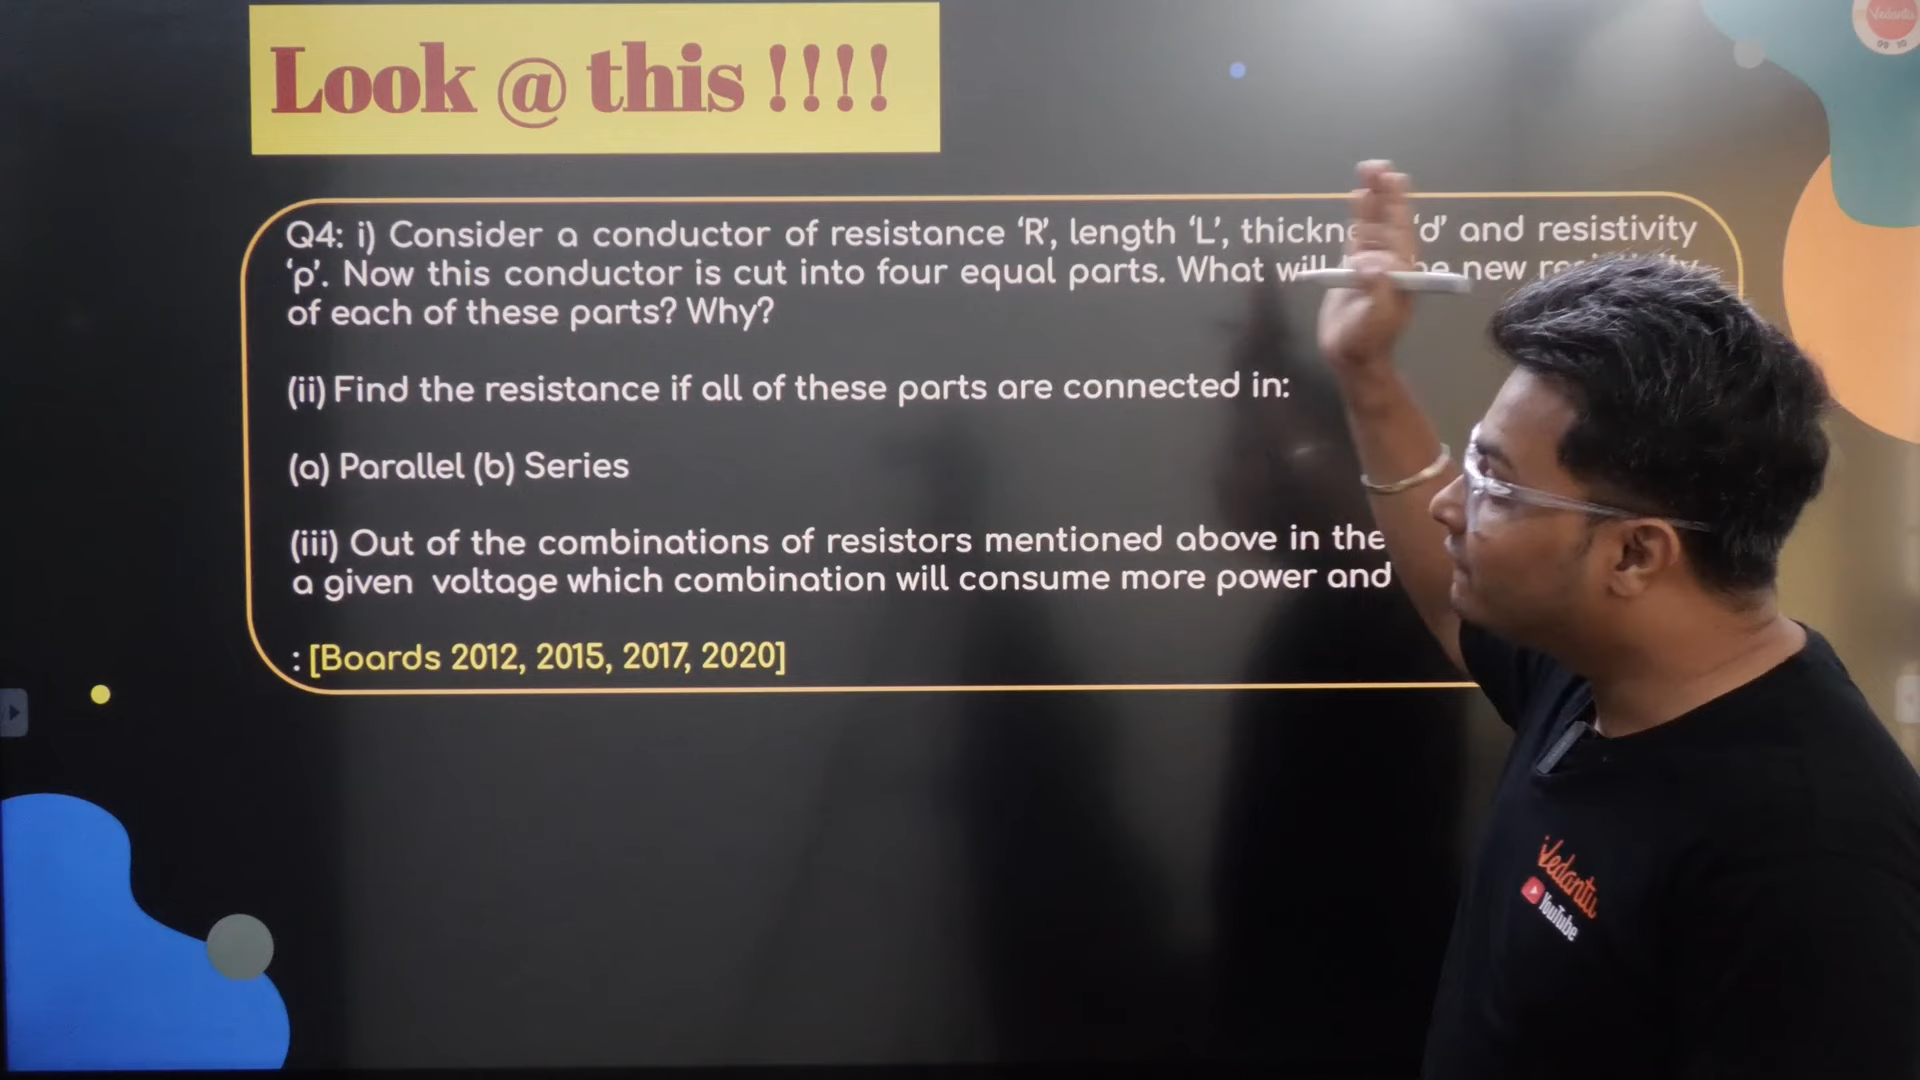 Look @ this !!!!
Vedantu
Q4: i) Consider a conductor of resistance ‘R’, length ‘L’, ‘d’ and resistivity
‘ρ’. Now this conductor is cut into four equal parts. What will new
of each of these parts? Why?
(ii) Find the resistance if all of these parts are connected in:
(a) Parallel (b) Series
(iii) Out of the combinations of resistors mentioned above in the
a given voltage which combination will consume more power and
: [Boards 2012, 2015, 2017, 2020]
Vedantu
YouTube